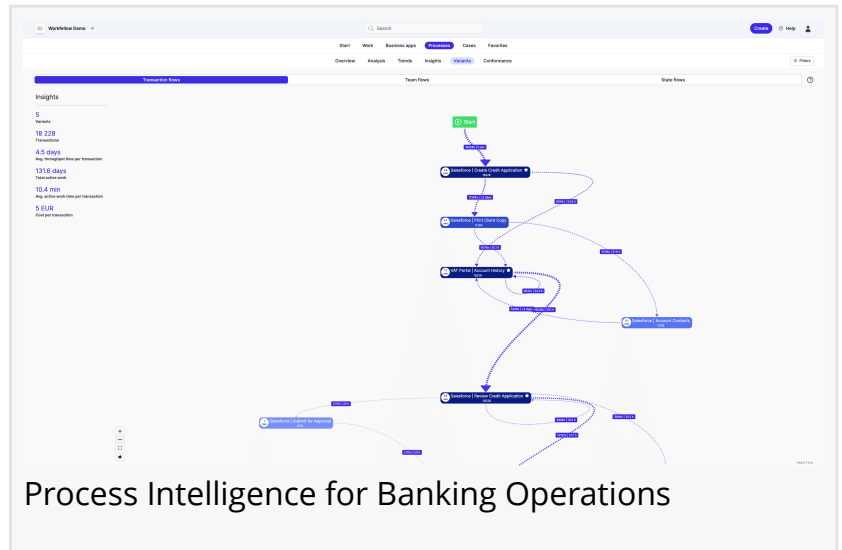 Workfellow Demo
Search
Create
Help
Start Work Business apps Processes Cases Favorites
Overview Analysis Trends Insights Variants Conformance
Filters
Transaction flows Team flows State flows
Insights
5
Variants
18 228
Transactions
4.5 days
Avg. throughput time per transaction
131.6 days
Total active work
10.4 min
Avg. active work time per transaction
5 EUR
Cost per transaction
Start
Salesforce | Create Credit Application
Salesforce | Print Client Copy
VAT Portal | Account History
Salesforce | Account Contacts
Salesforce | Review Credit Application
Salesforce | Submit for Approval
React Flow
Process Intelligence for Banking Operations